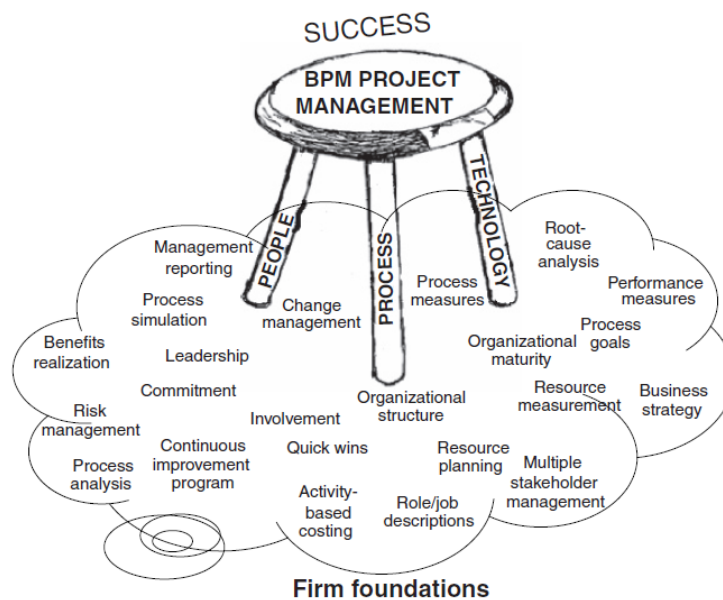 SUCCESS
BPM PROJECT
MANAGEMENT
PEOPLE
PROCESS
TECHNOLOGY
Management
reporting
Root-
cause
analysis
Process
simulation
Change
management
Process
measures
Performance
measures
Benefits
realization
Leadership
Organizational
maturity
Process
goals
Commitment
Risk
management
Involvement
Organizational
structure
Resource
measurement
Business
strategy
Process
analysis
Continuous
improvement
program
Quick wins
Resource
planning
Multiple
stakeholder
management
Activity-
based
costing
Role/job
descriptions
Firm foundations